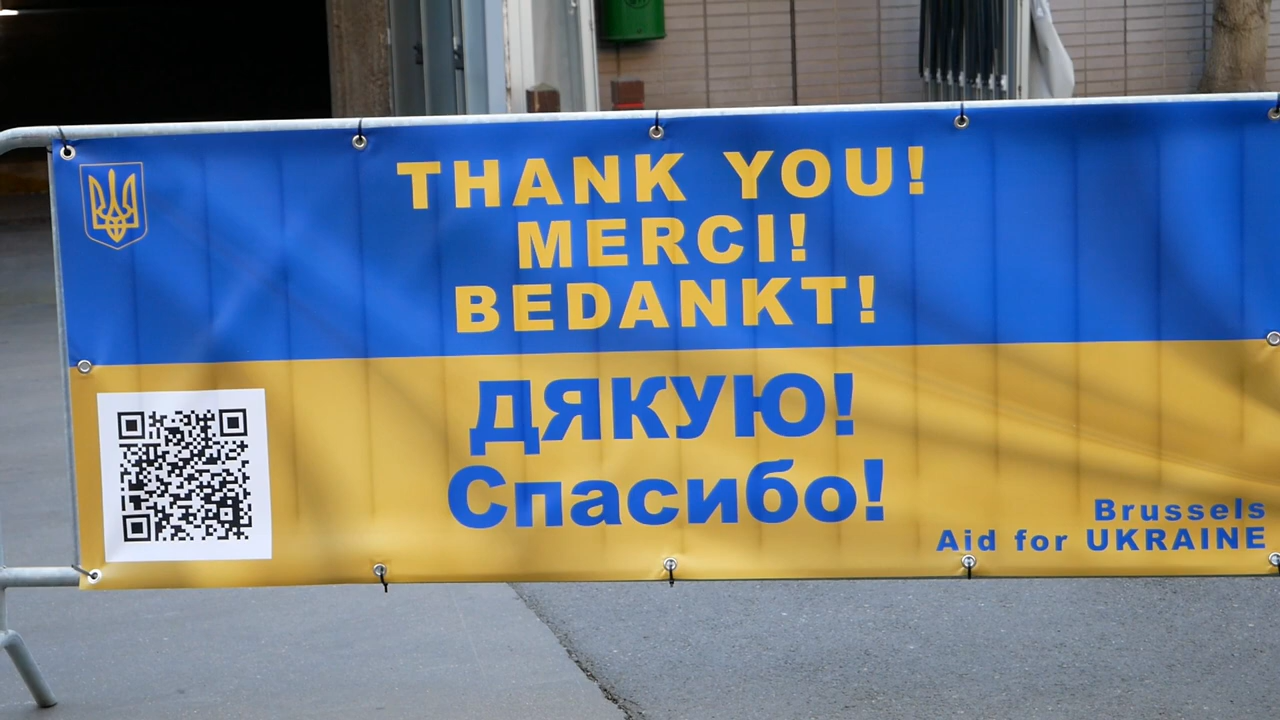 THANK YOU!
MERCI!
BEDANKT!
ДЯКУЮ!
Спасибо!
Brussels
Aid for UKRAINE